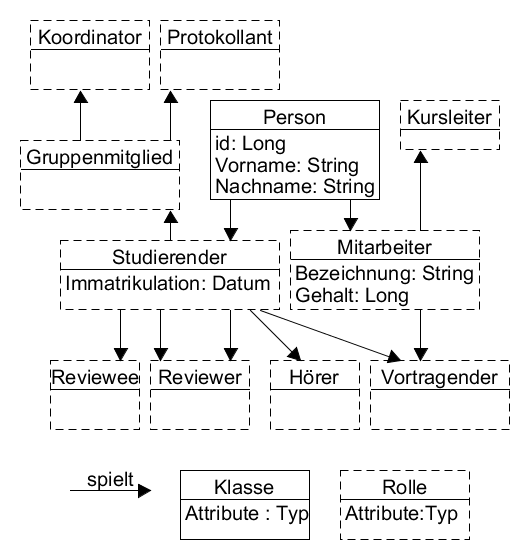 Koordinator
Protokollant
Person
id: Long
Vorname: String
Nachname: String
Kursleiter
Gruppenmitglied
Studierender
Immatrikulation: Datum
Mitarbeiter
Bezeichnung: String
Gehalt: Long
Reviewee
Reviewer
Hörer
Vortragender
spielt
Klasse
Attribute : Typ
Rolle
Attribute:Typ